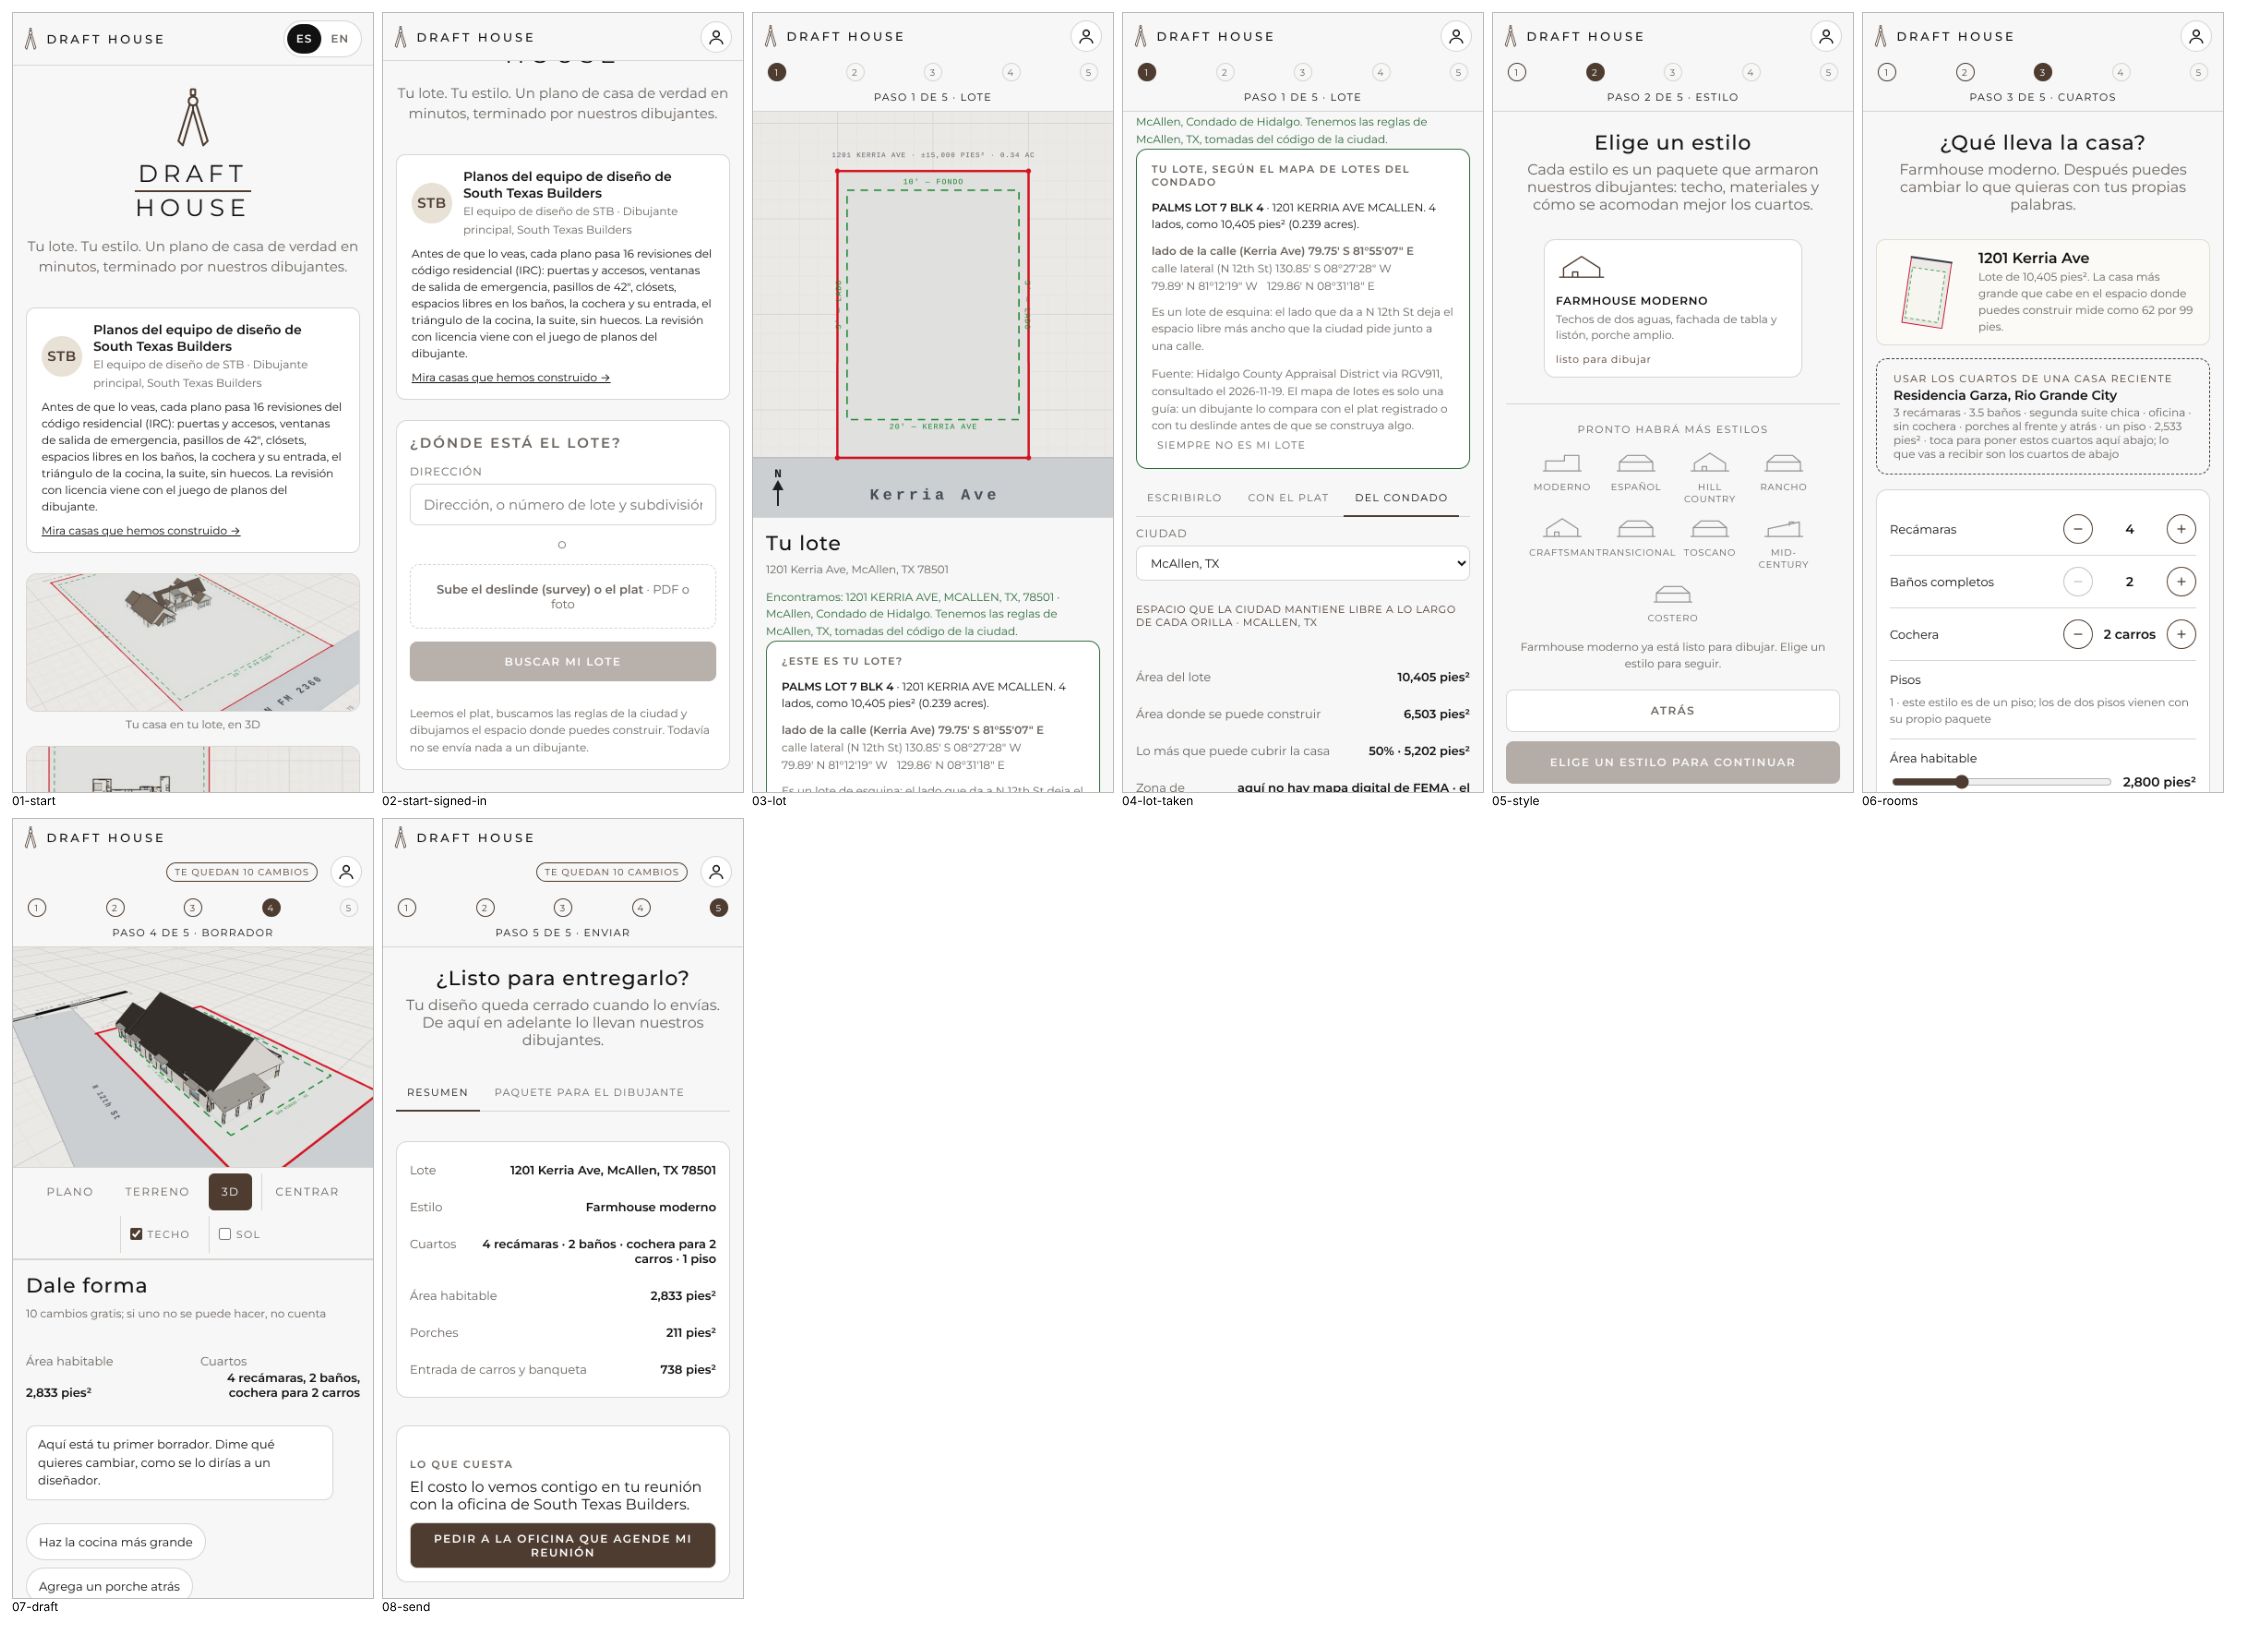 DRAFT HOUSE
ES EN
DRAFT
HOUSE
Tu lote. Tu estilo. Un plano de casa de verdad en
minutos, terminado por nuestros dibujantes.
STB
Planos del equipo de diseño de
South Texas Builders
El equipo de diseño de STB · Dibujante
principal, South Texas Builders
Antes de que lo veas, cada plano pasa 16 revisiones del
código residencial (IRC): puertas y accesos, ventanas
de salida de emergencia, pasillos de 42", clósets,
espacios libres en los baños, la cochera y su entrada, el
triángulo de la cocina, la suite, sin huecos. La revisión
con licencia viene con el juego de planos del
dibujante.
Mira casas que hemos construido →
N FM 2360
Tu casa en tu lote, en 3D
01-start
DRAFT HOUSE
Tu lote. Tu estilo. Un plano de casa de verdad en
minutos, terminado por nuestros dibujantes.
STB
Planos del equipo de diseño de
South Texas Builders
El equipo de diseño de STB · Dibujante
principal, South Texas Builders
Antes de que lo veas, cada plano pasa 16 revisiones del
código residencial (IRC): puertas y accesos, ventanas
de salida de emergencia, pasillos de 42", clósets,
espacios libres en los baños, la cochera y su entrada, el
triángulo de la cocina, la suite, sin huecos. La revisión
con licencia viene con el juego de planos del
dibujante.
Mira casas que hemos construido →
¿DÓNDE ESTÁ EL LOTE?
DIRECCIÓN
Dirección, o número de lote y subdivisión
O
Sube el deslinde (survey) o el plat · PDF o
foto
BUSCAR MI LOTE
Leemos el plat, buscamos las reglas de la ciudad y
dibujamos el espacio donde puedes construir. Todavía
no se envía nada a un dibujante.
02-start-signed-in
DRAFT HOUSE
1 2 3 4 5
PASO 1 DE 5 · LOTE
1201 KERRIA AVE · ±15,000 PIES² · 0.34 AC
10' — FONDO
20' — KERRIA AVE
N
Kerria Ave
Tu lote
1201 Kerria Ave, McAllen, TX 78501
Encontramos: 1201 KERRIA AVE, MCALLEN, TX, 78501 ·
McAllen, Condado de Hidalgo. Tenemos las reglas de
McAllen, TX, tomadas del código de la ciudad.
¿ESTE ES TU LOTE?
PALMS LOT 7 BLK 4 · 1201 KERRIA AVE MCALLEN. 4
lados, como 10,405 pies² (0.239 acres).
lado de la calle (Kerria Ave) 79.75' S 81°55'07" E
calle lateral (N 12th St) 130.85' S 08°27'28" W
79.89' N 81°12'19" W 129.86' N 08°31'18" E
Es un lote de esquina: el lado que da a N 12th St deja el
03-lot
DRAFT HOUSE
1 2 3 4 5
PASO 1 DE 5 · LOTE
McAllen, Condado de Hidalgo. Tenemos las reglas de
McAllen, TX, tomadas del código de la ciudad.
TU LOTE, SEGÚN EL MAPA DE LOTES DEL
CONDADO
PALMS LOT 7 BLK 4 · 1201 KERRIA AVE MCALLEN. 4
lados, como 10,405 pies² (0.239 acres).
lado de la calle (Kerria Ave) 79.75' S 81°55'07" E
calle lateral (N 12th St) 130.85' S 08°27'28" W
79.89' N 81°12'19" W 129.86' N 08°31'18" E
Es un lote de esquina: el lado que da a N 12th St deja el
espacio libre más ancho que la ciudad pide junto a
una calle.
Fuente: Hidalgo County Appraisal District via RGV911,
consultado el 2026-11-19. El mapa de lotes es solo una
guía: un dibujante lo compara con el plat registrado o
con tu deslinde antes de que se construya algo.
SIEMPRE NO ES MI LOTE
ESCRIBIRLO CON EL PLAT DEL CONDADO
CIUDAD
McAllen, TX
ESPACIO QUE LA CIUDAD MANTIENE LIBRE A LO LARGO
DE CADA ORILLA · MCALLEN, TX
Área del lote 10,405 pies²
Área donde se puede construir 6,503 pies²
Lo más que puede cubrir la casa 50% · 5,202 pies²
Zona de aquí no hay mapa digital de FEMA · el
04-lot-taken
DRAFT HOUSE
1 2 3 4 5
PASO 2 DE 5 · ESTILO
Elige un estilo
Cada estilo es un paquete que armaron
nuestros dibujantes: techo, materiales y
cómo se acomodan mejor los cuartos.
FARMHOUSE MODERNO
Techos de dos aguas, fachada de tabla y
listón, porche amplio.
listo para dibujar
PRONTO HABRÁ MÁS ESTILOS
MODERNO ESPAÑOL HILL RANCHO
COUNTRY
CRAFTSMAN TRANSICIONAL TOSCANO MID-
CENTURY
COSTERO
Farmhouse moderno ya está listo para dibujar. Elige un
estilo para seguir.
ATRÁS
ELIGE UN ESTILO PARA CONTINUAR
05-style
DRAFT HOUSE
1 2 3 4 5
PASO 3 DE 5 · CUARTOS
¿Qué lleva la casa?
Farmhouse moderno. Después puedes
cambiar lo que quieras con tus propias
palabras.
1201 Kerria Ave
Lote de 10,405 pies². La casa más
grande que cabe en el espacio donde
puedes construir mide como 62 por 99
pies.
USAR LOS CUARTOS DE UNA CASA RECIENTE
Residencia Garza, Rio Grande City
3 recámaras · 3.5 baños · segunda suite chica · oficina ·
sin cochera · porches al frente y atrás · un piso · 2,533
pies² · toca para poner estos cuartos aquí abajo; lo
que vas a recibir son los cuartos de abajo
Recámaras − 4 +
Baños completos − 2 +
Cochera − 2 carros +
Pisos
1 · este estilo es de un piso; los de dos pisos vienen con
su propio paquete
Área habitable
2,800 pies²
06-rooms
DRAFT HOUSE
TE QUEDAN 10 CAMBIOS
1 2 3 4 5
PASO 4 DE 5 · BORRADOR
N 12th St
PLANO TERRENO 3D CENTRAR
TECHO SOL
Dale forma
10 cambios gratis; si uno no se puede hacer, no cuenta
Área habitable Cuartos
4 recámaras, 2 baños,
2,833 pies² cochera para 2 carros
Aquí está tu primer borrador. Dime qué
quieres cambiar, como se lo dirías a un
diseñador.
Haz la cocina más grande
Agrega un porche atrás
07-draft
DRAFT HOUSE
TE QUEDAN 10 CAMBIOS
1 2 3 4 5
PASO 5 DE 5 · ENVIAR
¿Listo para entregarlo?
Tu diseño queda cerrado cuando lo envías.
De aquí en adelante lo llevan nuestros
dibujantes.
RESUMEN PAQUETE PARA EL DIBUJANTE
Lote 1201 Kerria Ave, McAllen, TX 78501
Estilo Farmhouse moderno
Cuartos 4 recámaras · 2 baños · cochera para 2
carros · 1 piso
Área habitable 2,833 pies²
Porches 211 pies²
Entrada de carros y banqueta 738 pies²
LO QUE CUESTA
El costo lo vemos contigo en tu reunión
con la oficina de South Texas Builders.
PEDIR A LA OFICINA QUE AGENDE MI
REUNIÓN
08-send